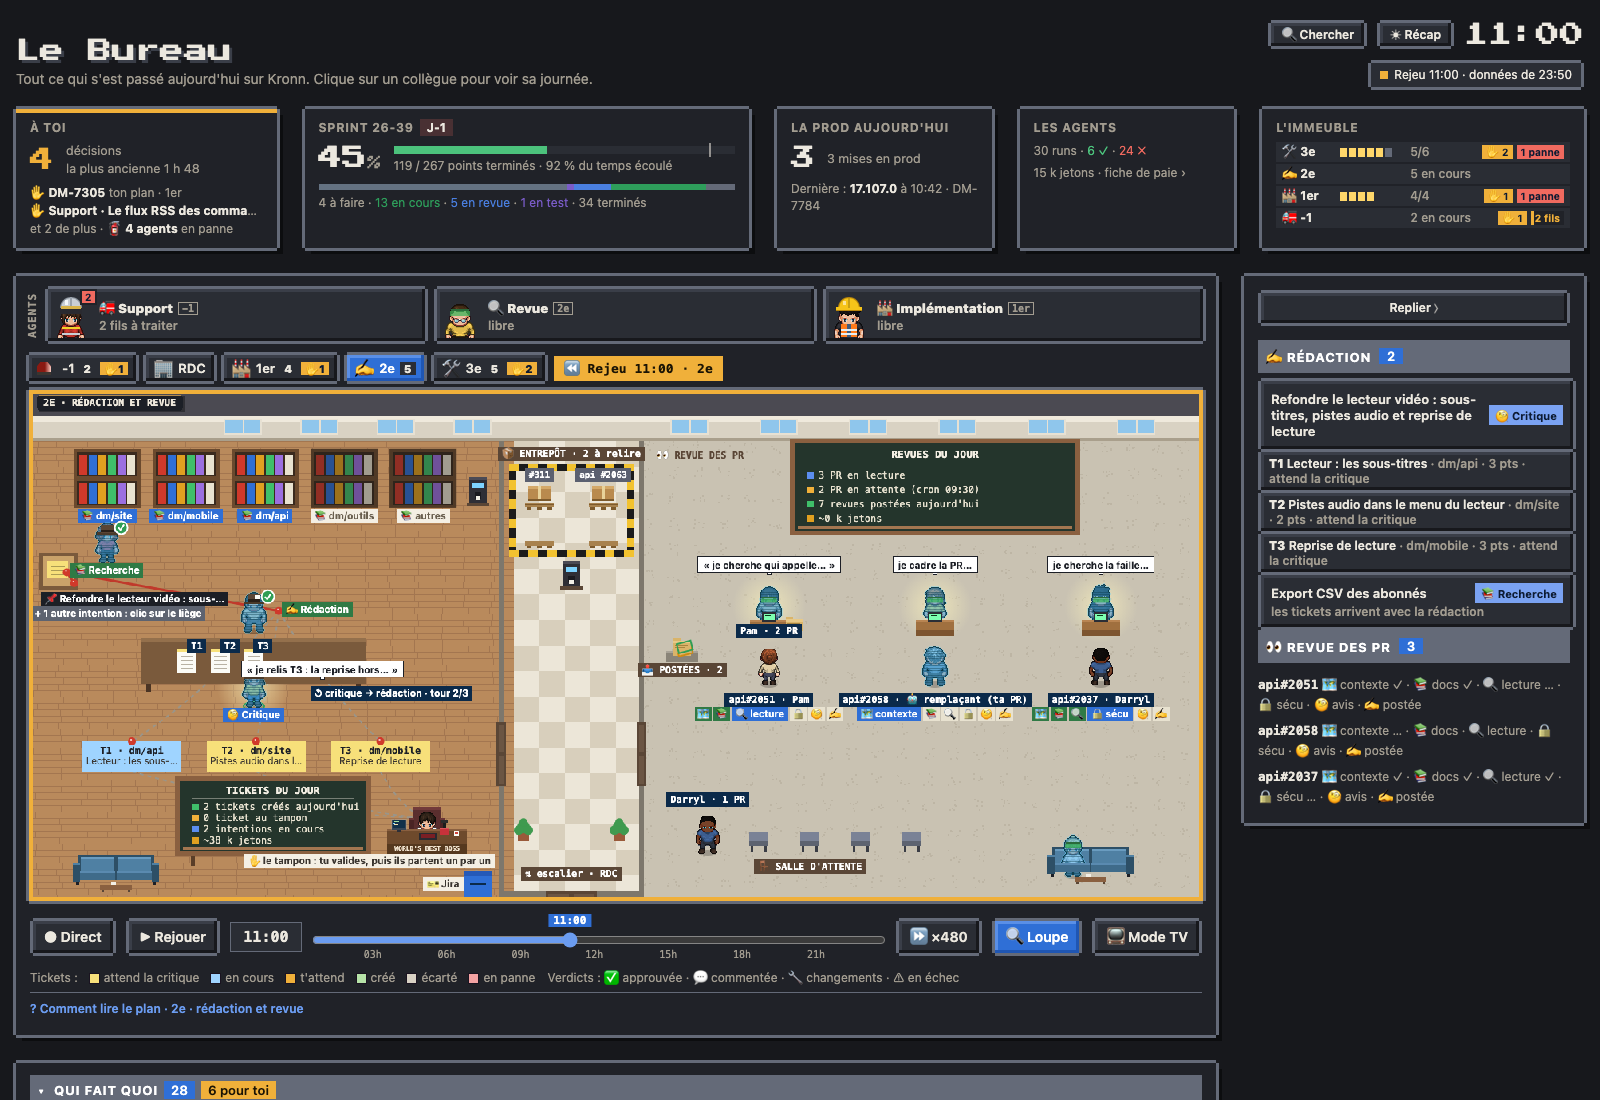 Le Bureau
Tout ce qui s'est passé aujourd'hui sur Kronn. Clique sur un collègue pour voir sa journée.
Chercher
Récap
11:00
Rejeu 11:00 · données de 23:50
À TOI
4 décisions
la plus ancienne 1 h 48
DM-7305 ton plan · 1er
Support · Le flux RSS des comma…
et 2 de plus · 4 agents en panne
SPRINT 26-39 J-1
45%
119 / 267 points terminés · 92 % du temps écoulé
4 à faire · 13 en cours · 5 en revue · 1 en test · 34 terminés
LA PROD AUJOURD'HUI
3 3 mises en prod
Dernière : 17.107.0 à 10:42 · DM-
7784
LES AGENTS
30 runs · 6 ✓ · 24 ✕
15 k jetons · fiche de paie ›
L'IMMEUBLE
3e 5/6 2 1 panne
2e 5 en cours
1er 4/4 1 1 panne
-1 2 en cours 1 2 fils
AGENTS
2
Support -1
2 fils à traiter
Revue 2e
libre
Implémentation 1er
libre
-1 2 1
RDC
1er 4 1
2e 5
3e 5 2
Rejeu 11:00 · 2e
2E · RÉDACTION ET REVUE
dm/site
dm/mobile
dm/api
dm/outils
autres
Recherche
Refondre le lecteur vidéo : sous-…
+ 1 autre intention : clic sur le liège
Rédaction
T1
T2
T3
« je relis T3 : la reprise hors… »
critique → rédaction · tour 2/3
Critique
T1 · dm/api
Lecteur : les sous-…
T2 · dm/site
Pistes audio dans l…
T3 · dm/mobile
Reprise de lecture
TICKETS DU JOUR
2 tickets créés aujourd'hui
0 ticket au tampon
2 intentions en cours
~38 k jetons
WORLD'S BEST BOSS
le tampon : tu valides, puis ils partent un par un
Jira
ENTREPÔT · 2 à relire
#311
api #2063
escalier · RDC
REVUE DES PR
REVUES DU JOUR
3 PR en lecture
2 PR en attente (cron 09:30)
7 revues postées aujourd'hui
~0 k jetons
« je cherche qui appelle… »
je cadre la PR…
je cherche la faille…
Pam · 2 PR
POSTÉES · 2
api#2051 · Pam
api#2058 · remplaçant (ta PR)
api#2037 · Darryl
lecture
contexte
sécu
Darryl · 1 PR
SALLE D'ATTENTE
Direct
Rejouer
11:00
11:00
03h
06h
09h
12h
15h
18h
21h
×480
Loupe
Mode TV
Tickets : attend la critique en cours t'attend créé écarté en panne Verdicts : approuvée · commentée · changements · en échec
? Comment lire le plan · 2e · rédaction et revue
QUI FAIT QUOI 28 6 pour toi
Replier ›
RÉDACTION 2
Refondre le lecteur vidéo : sous-
titres, pistes audio et reprise de
lecture
Critique
T1 Lecteur : les sous-titres · dm/api · 3 pts ·
attend la critique
T2 Pistes audio dans le menu du lecteur · dm/site
· 2 pts · attend la critique
T3 Reprise de lecture · dm/mobile · 3 pts · attend
la critique
Export CSV des abonnés
Recherche
les tickets arrivent avec la rédaction
REVUE DES PR 3
api#2051 contexte ✓ · docs ✓ · lecture … ·
sécu · avis · postée
api#2058 contexte … · docs · lecture ·
sécu · avis · postée
api#2037 contexte ✓ · docs ✓ · lecture ✓ ·
sécu … · avis · postée